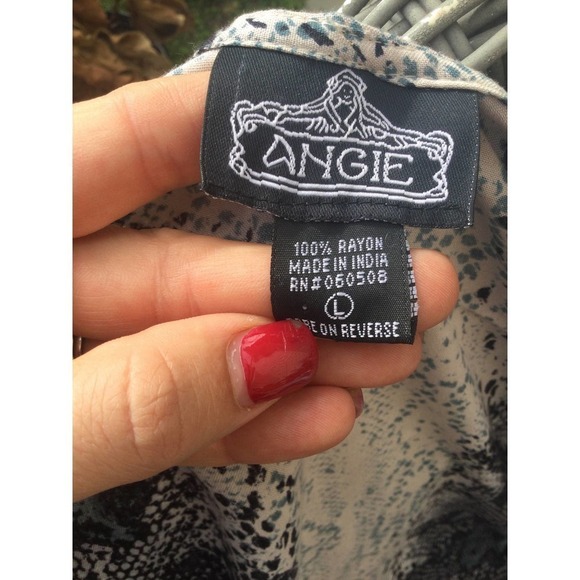 ANGIE
100% RAYON
MADE IN INDIA
RN#060508
L
ON REVERSE